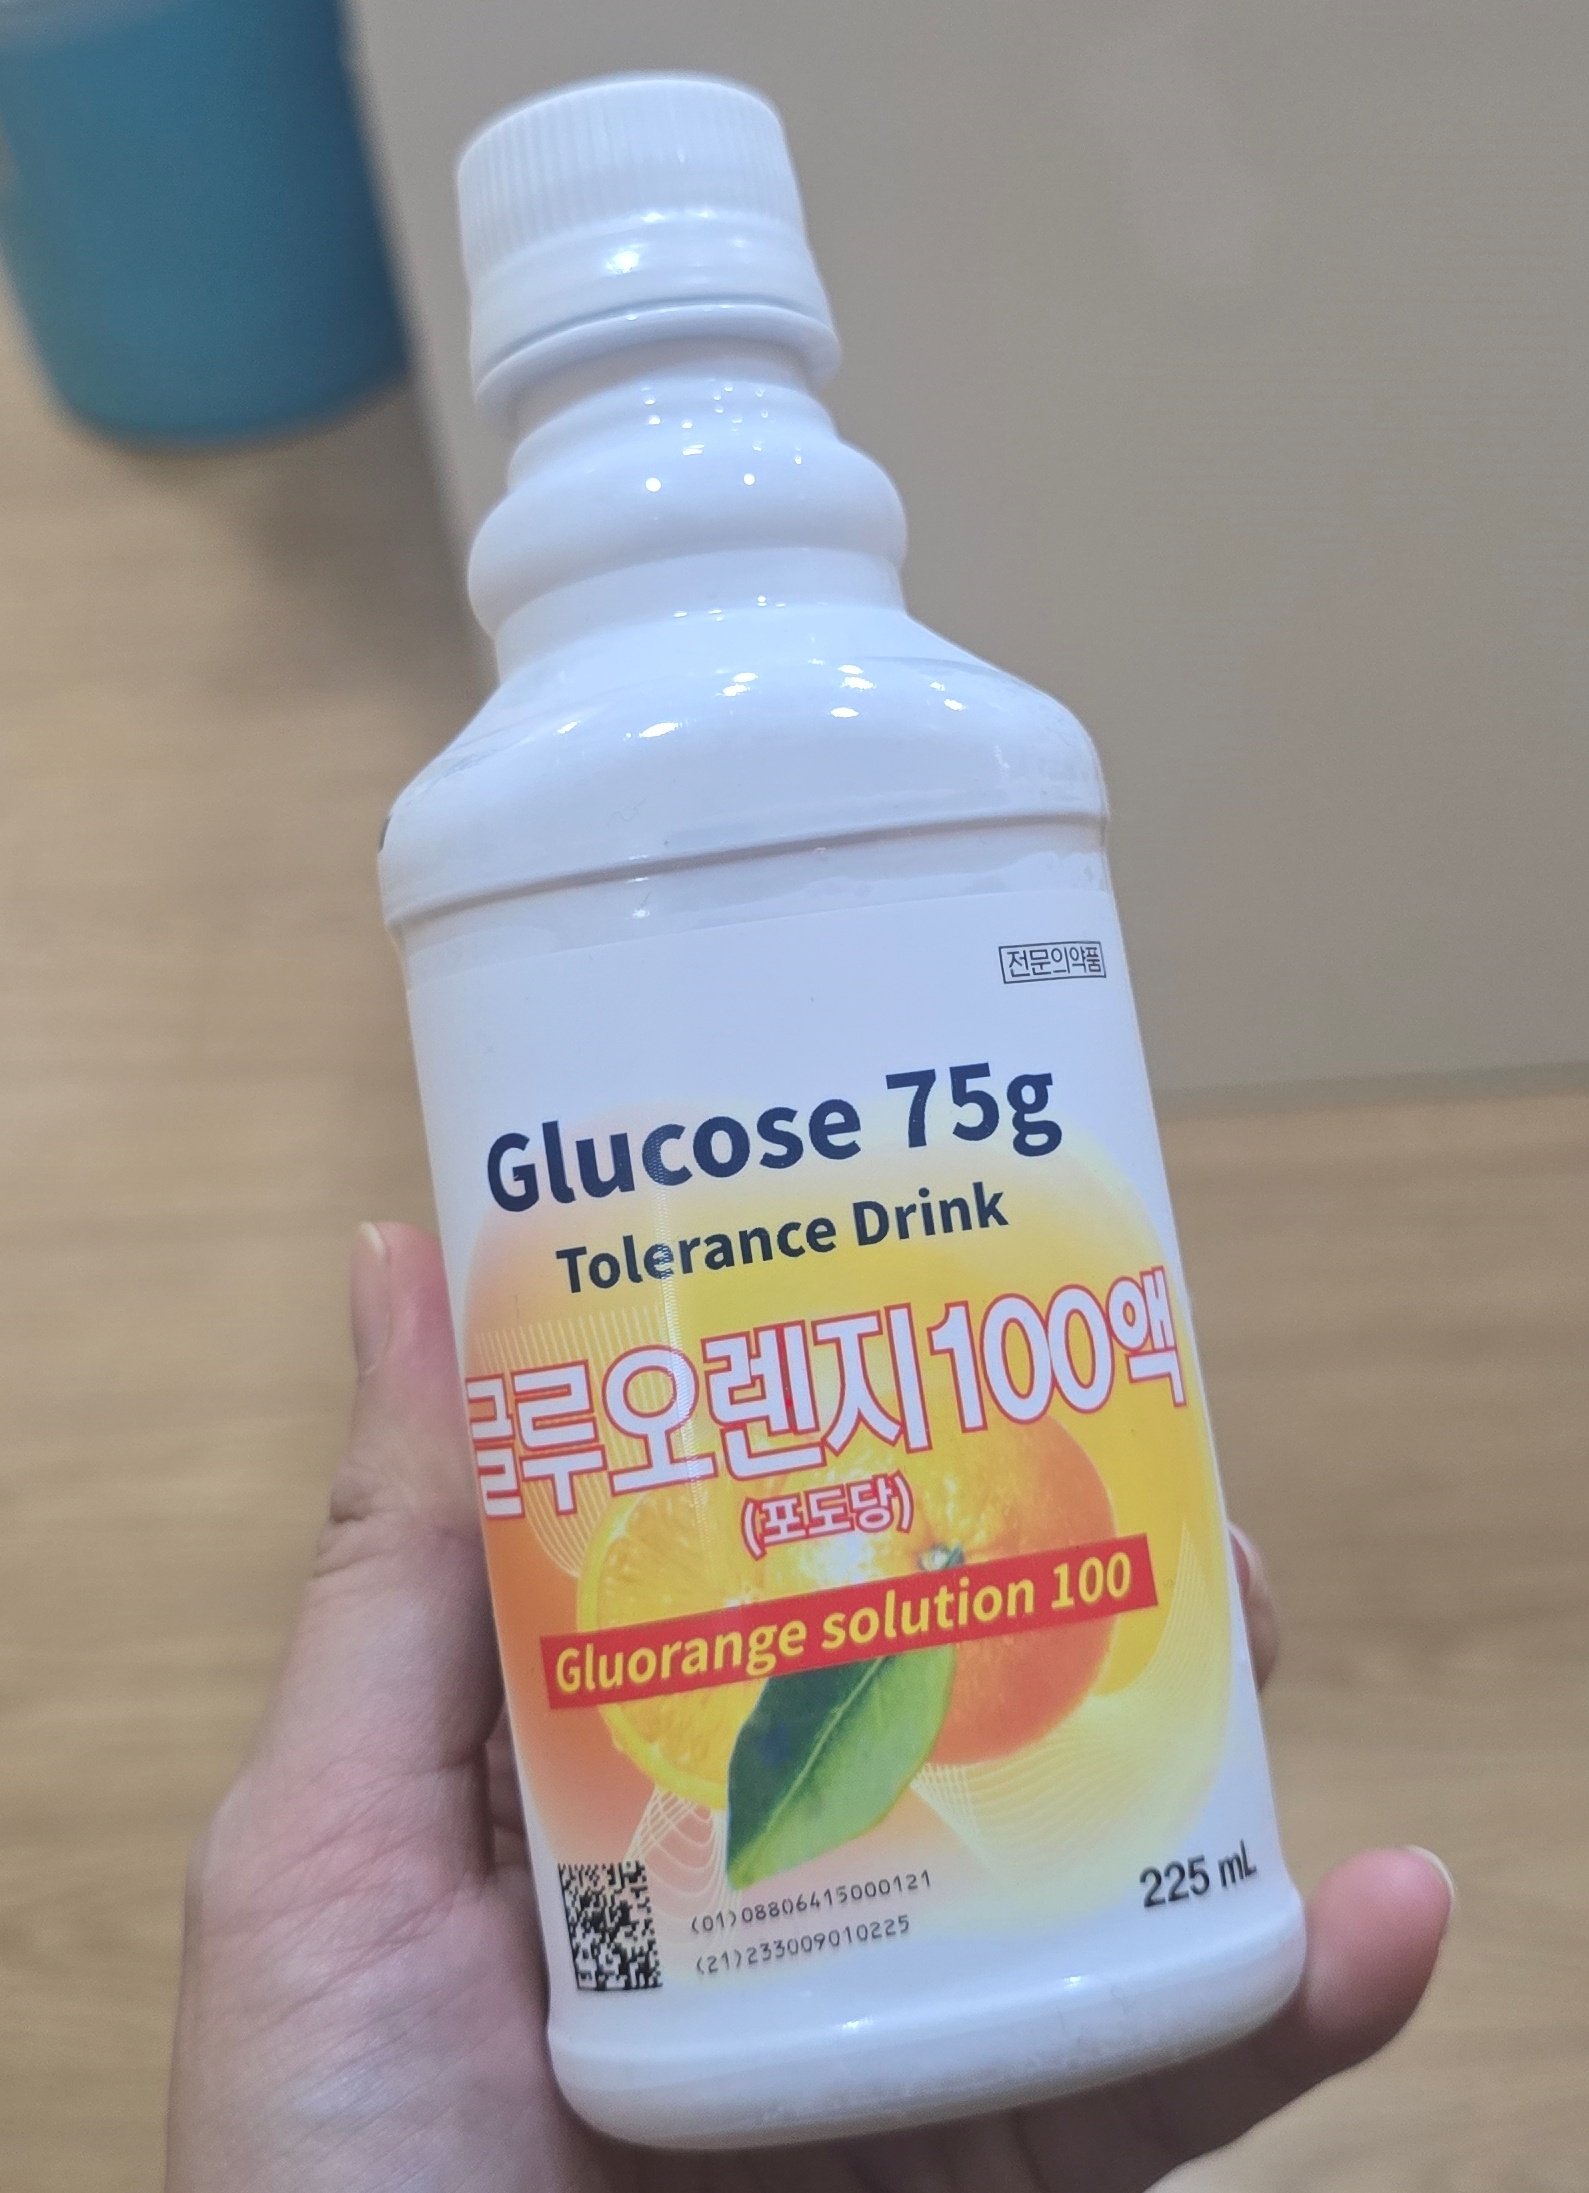 전문의약품
Glucose 75g
Tolerance Drink
글루오렌지100액
(포도당)
Gluorange solution 100
(01)08806415000121
(21)233009010225
225 mL